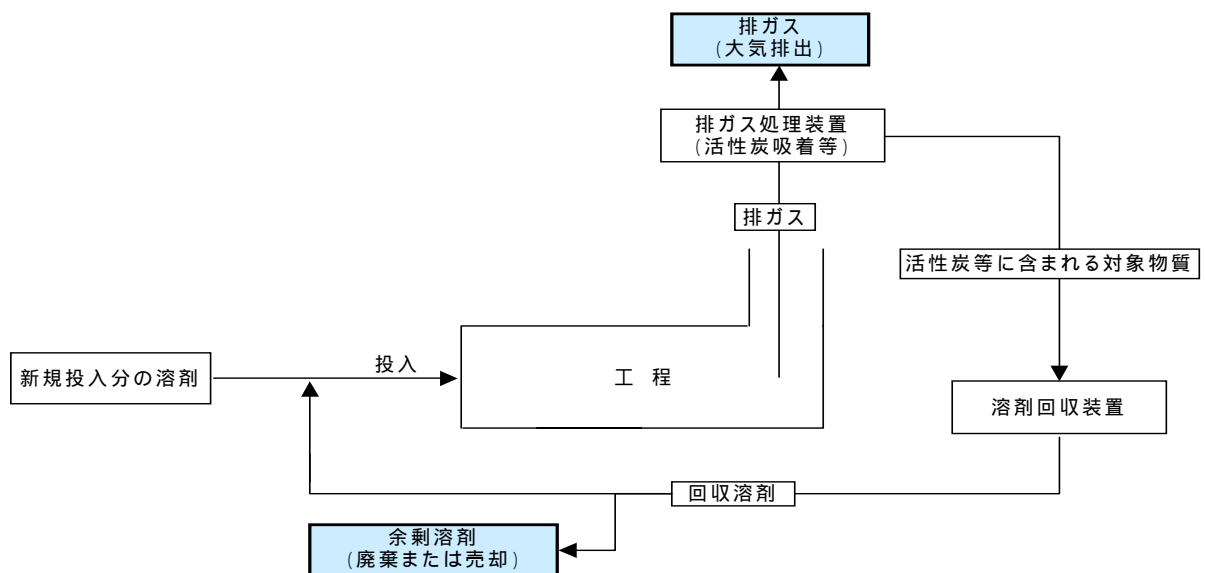 排ガス
(大気排出)
排ガス処理装置
(活性炭吸着等)
排ガス
活性炭等に含まれる対象物質
新規投入分の溶剤
投入
工 程
溶剤回収装置
回収溶剤
余剰溶剤
(廃棄または売却)